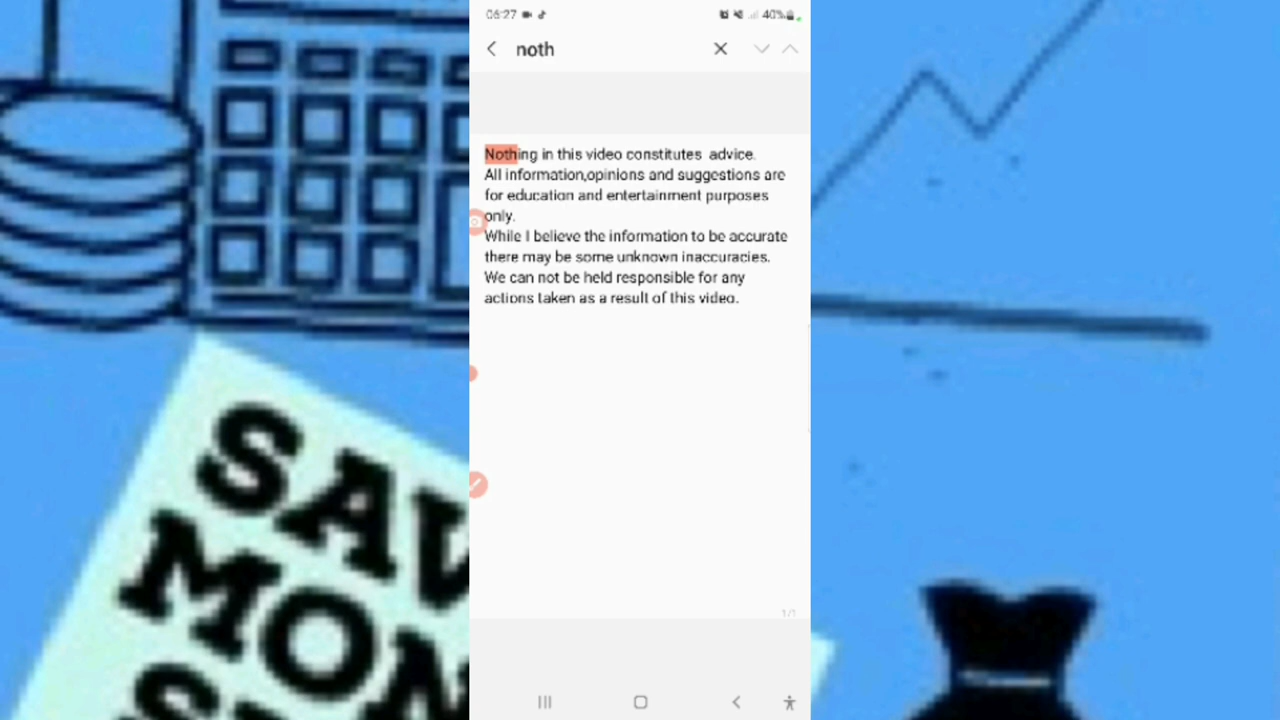 06:27
40%
noth
Nothing in this video constitutes  advice.
All information,opinions and suggestions are
for education and entertainment purposes
only.
While I believe the information to be accurate
there may be some unknown inaccuracies.
We can not be held responsible for any
actions taken as a result of this video.
1/1
SAV
MON